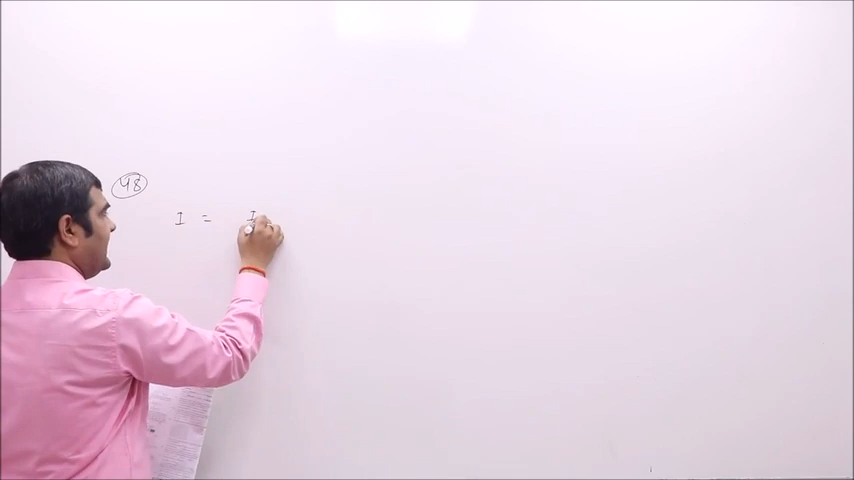 48
I = I